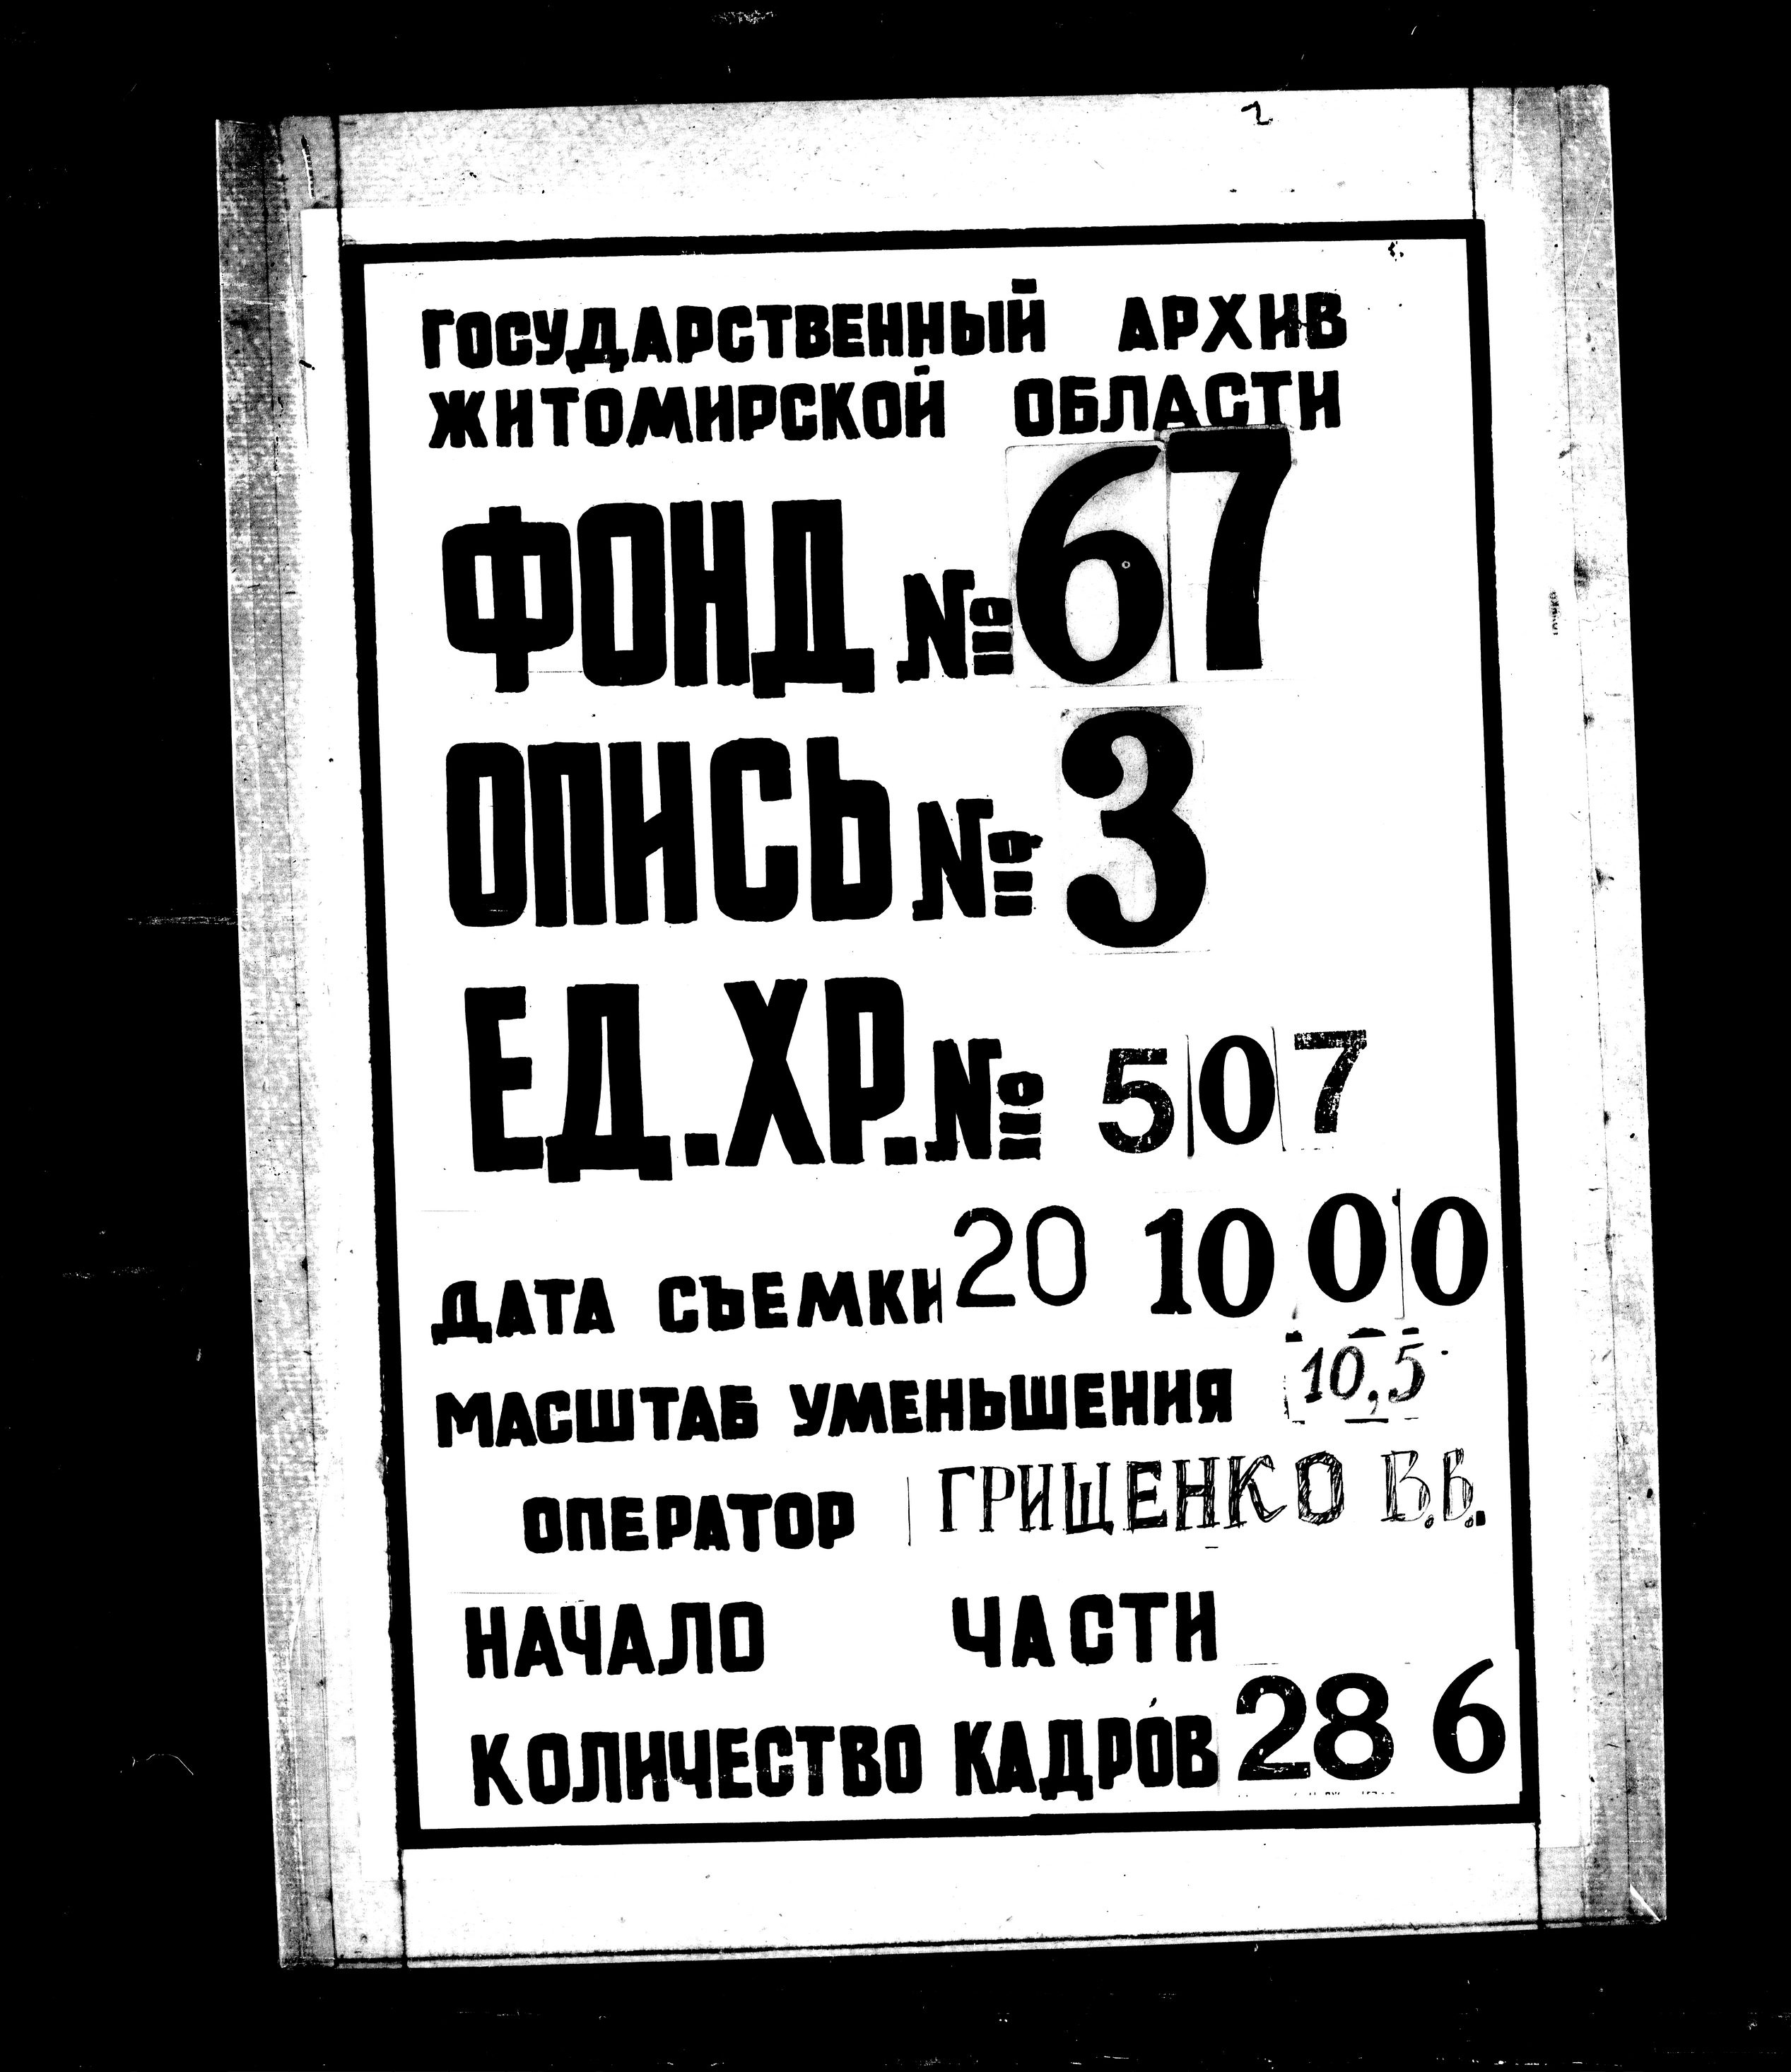 ГОСУДАРСТВЕННЫЙ АРХИВ
ЖИТОМИРСКОЙ ОБЛАСТИ
ФОНД № 67
ОПИСЬ № 3
ЕД.ХР. № 507
ДАТА СЪЕМКИ 20 10 00
МАСШТАБ УМЕНЬШЕНИЯ 10,5
ОПЕРАТОР ГРИЩЕНКО В.В.
НАЧАЛО ЧАСТИ
КОЛИЧЕСТВО КАДРОВ 286